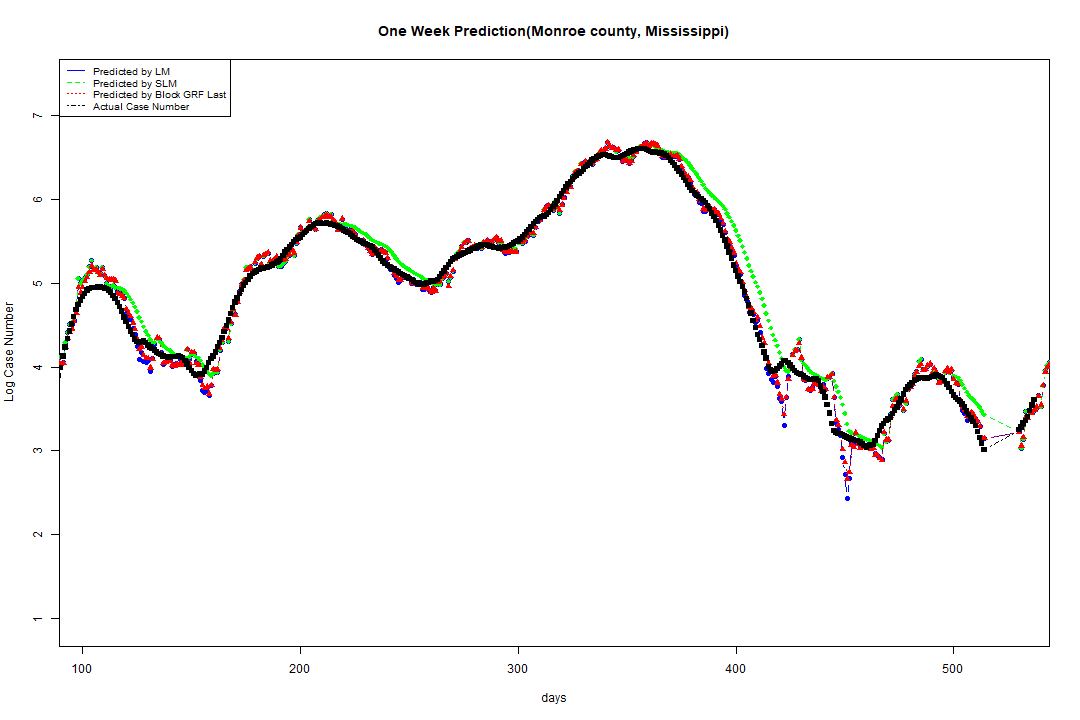 One Week Prediction(Monroe county, Mississippi)
Predicted by LM
Predicted by SLM
Predicted by Block GRF Last
Actual Case Number
7
6
5
4
3
2
1
Log Case Number
100 200 300 400 500
days